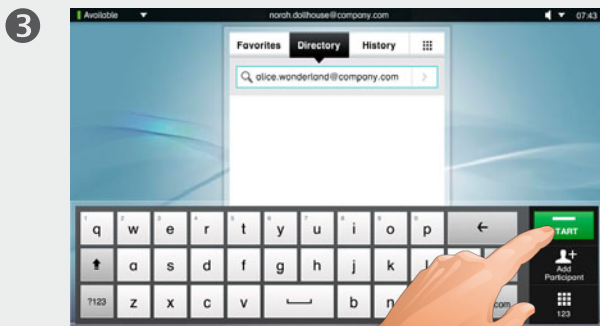 3
Available norah.dollhouse@company.com 07:43
Favorites Directory History
alice.wonderland@company.com
q w e r t y u i o p
START
a s d f g h j k
Add
Participant
?123 z x c v b n
.com
123